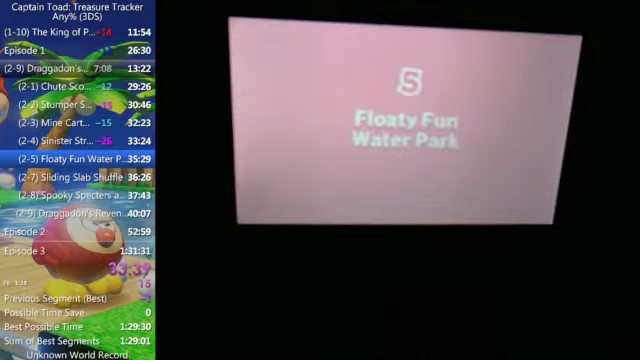 Captain Toad: Treasure Tracker
Any% (3DS)
(1-10) The King of P... +14 11:54
Episode 1 26:30
(2-9) Draggadon's... 7:08 13:22
(2-1) Chute Sco... -12 29:26
(2-2) Stumper S... -15 30:46
(2-3) Mine Cart... -15 32:23
(2-4) Sinister Str... -26 33:24
(2-5) Floaty Fun Water P... 35:29
(2-7) Sliding Slab Shuffle 36:26
(2-8) Spooky Specters a... 37:43
(2-9) Draggadon's Reven... 40:07
Episode 2 52:59
Episode 3 1:31:31
33:39
15
Previous Segment (Best)
Possible Time Save 0
Best Possible Time 1:29:30
Sum of Best Segments 1:29:01
Unknown World Record
5
Floaty Fun
Water Park